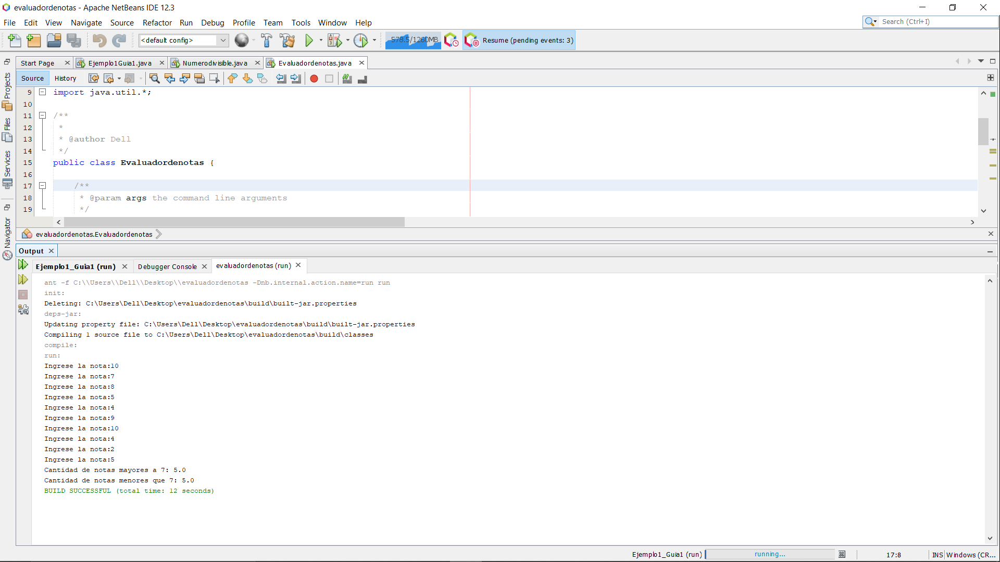 evaluadordenotas - Apache NetBeans IDE 12.3
File Edit View Navigate Source Refactor Run Debug Profile Team Tools Window Help
Search (Ctrl+I)
<default config>
578.5/1260MB
Resume (pending events: 3)
Start Page
Ejemplo1Guia1.java
Numerodivisible.java
Evaluadordenotas.java
Source History
Projects
Files
Services
Navigator
9 import java.util.*;
10
11 /**
12 *
13 * @author Dell
14 */
15 public class Evaluadordenotas {
16
17 /**
18 * @param args the command line arguments
19 */
evaluadordenotas.Evaluadordenotas
Output
Ejemplo1_Guia1 (run)
Debugger Console
evaluadordenotas (run)
ant -f C:\\Users\\Dell\\Desktop\\evaluadordenotas -Dnb.internal.action.name=run run
init:
Deleting: C:\Users\Dell\Desktop\evaluadordenotas\build\built-jar.properties
deps-jar:
Updating property file: C:\Users\Dell\Desktop\evaluadordenotas\build\built-jar.properties
Compiling 1 source file to C:\Users\Dell\Desktop\evaluadordenotas\build\classes
compile:
run:
Ingrese la nota:10
Ingrese la nota:7
Ingrese la nota:8
Ingrese la nota:5
Ingrese la nota:4
Ingrese la nota:9
Ingrese la nota:10
Ingrese la nota:4
Ingrese la nota:2
Ingrese la nota:5
Cantidad de notas mayores a 7: 5.0
Cantidad de notas menores que 7: 5.0
BUILD SUCCESSFUL (total time: 12 seconds)
Ejemplo1_Guia1 (run)
running...
17:8
INS
Windows (CR...